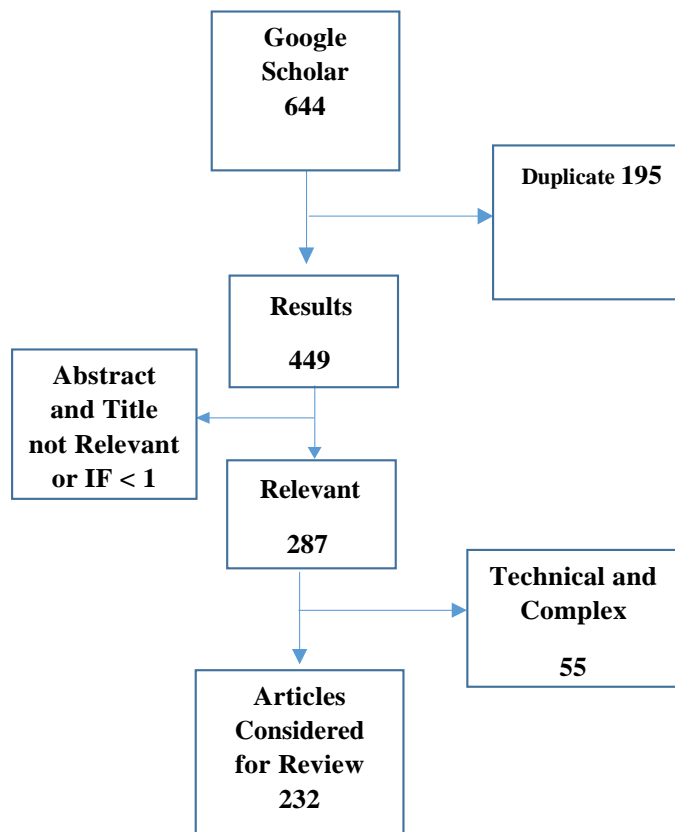 Google
Scholar
644
Duplicate 195
Results
449
Abstract
and Title
not Relevant
or IF < 1
Relevant
287
Technical and
Complex
55
Articles
Considered
for Review
232